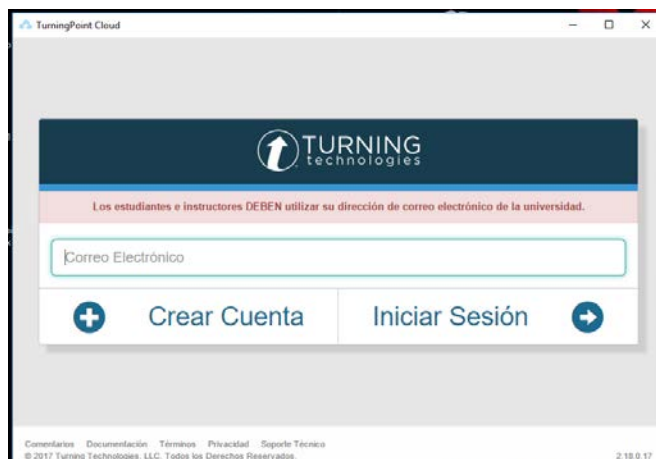 TurningPoint Cloud
TURNING
technologies
Los estudiantes e instructores DEBEN utilizar su dirección de correo electrónico de la universidad.
Correo Electrónico
Crear Cuenta
Iniciar Sesión
Comentarios Documentación Términos Privacidad Soporte Técnico
© 2017 Turning Technologies, LLC. Todos los Derechos Reservados.
2.18.0.17